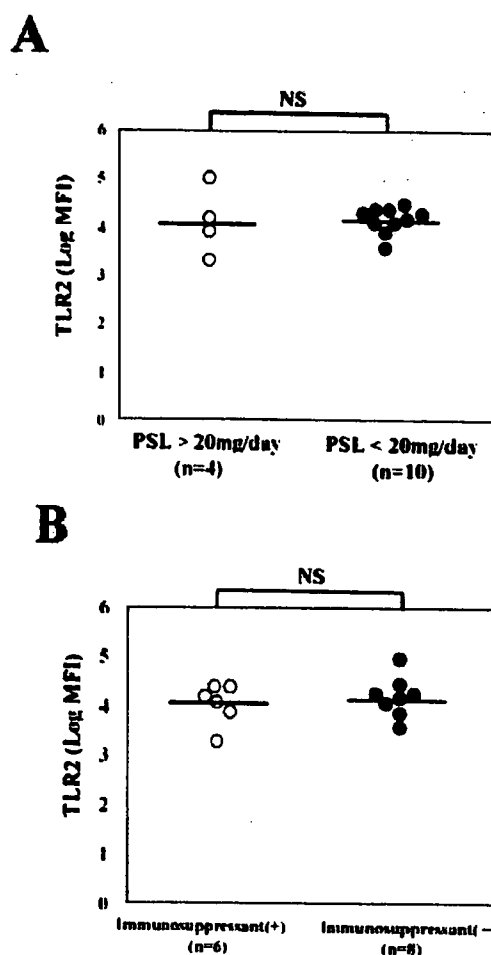 A
NS
6
5
4
3
2
1
0
TLR2 (Log MFI)
PSL > 20mg/day
(n=4)
PSL < 20mg/day
(n=10)
B
NS
6
5
4
3
2
1
0
TLR2 (Log MFI)
Immunosuppressant(+)
(n=6)
Immunosuppressant(−
(n=8)